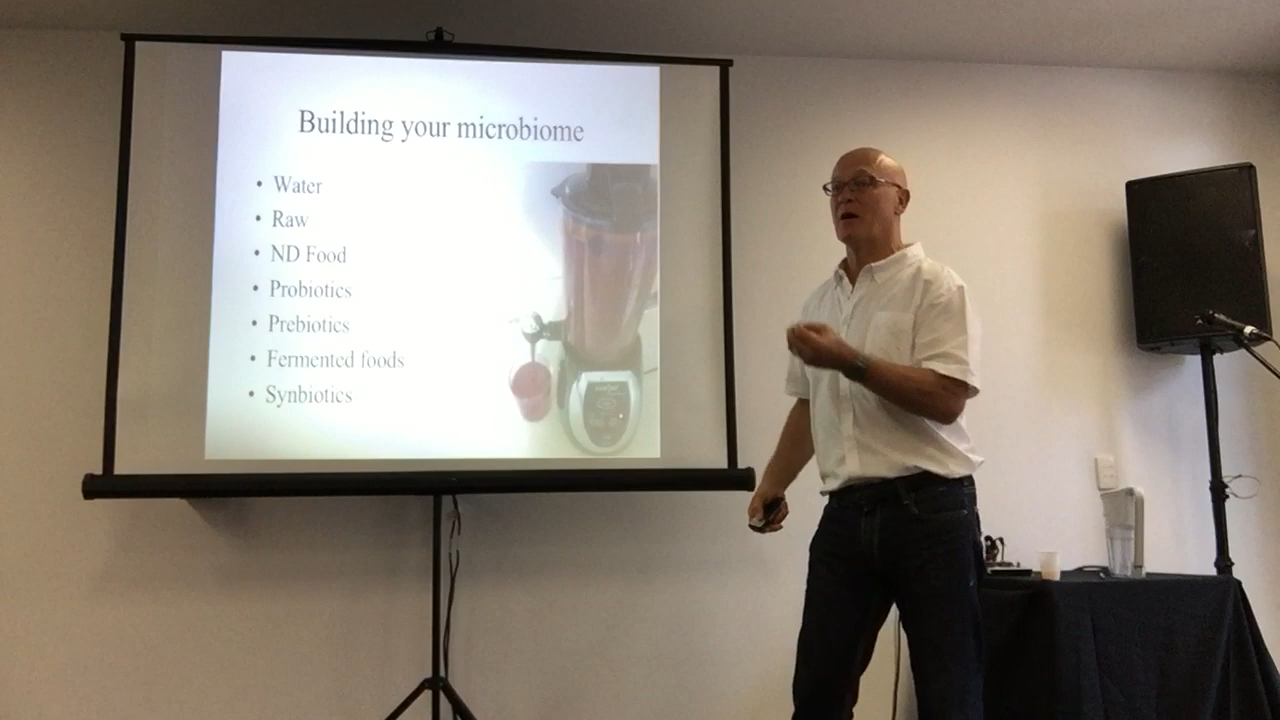 Building your microbiome
• Water
• Raw
• ND Food
• Probiotics
• Prebiotics
• Fermented foods
• Synbiotics